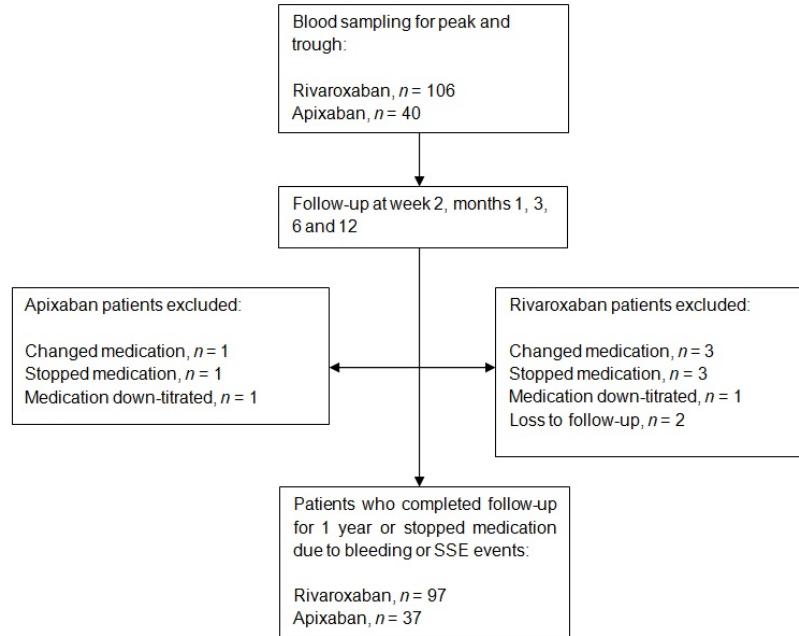 Blood sampling for peak and
trough:
Rivaroxaban, n = 106
Apixaban, n = 40
Follow-up at week 2, months 1, 3,
6 and 12
Apixaban patients excluded:
Changed medication, n = 1
Stopped medication, n = 1
Medication down-titrated, n = 1
Rivaroxaban patients excluded:
Changed medication, n = 3
Stopped medication, n = 3
Medication down-titrated, n = 1
Loss to follow-up, n = 2
Patients who completed follow-up
for 1 year or stopped medication
due to bleeding or SSE events:
Rivaroxaban, n = 97
Apixaban, n = 37